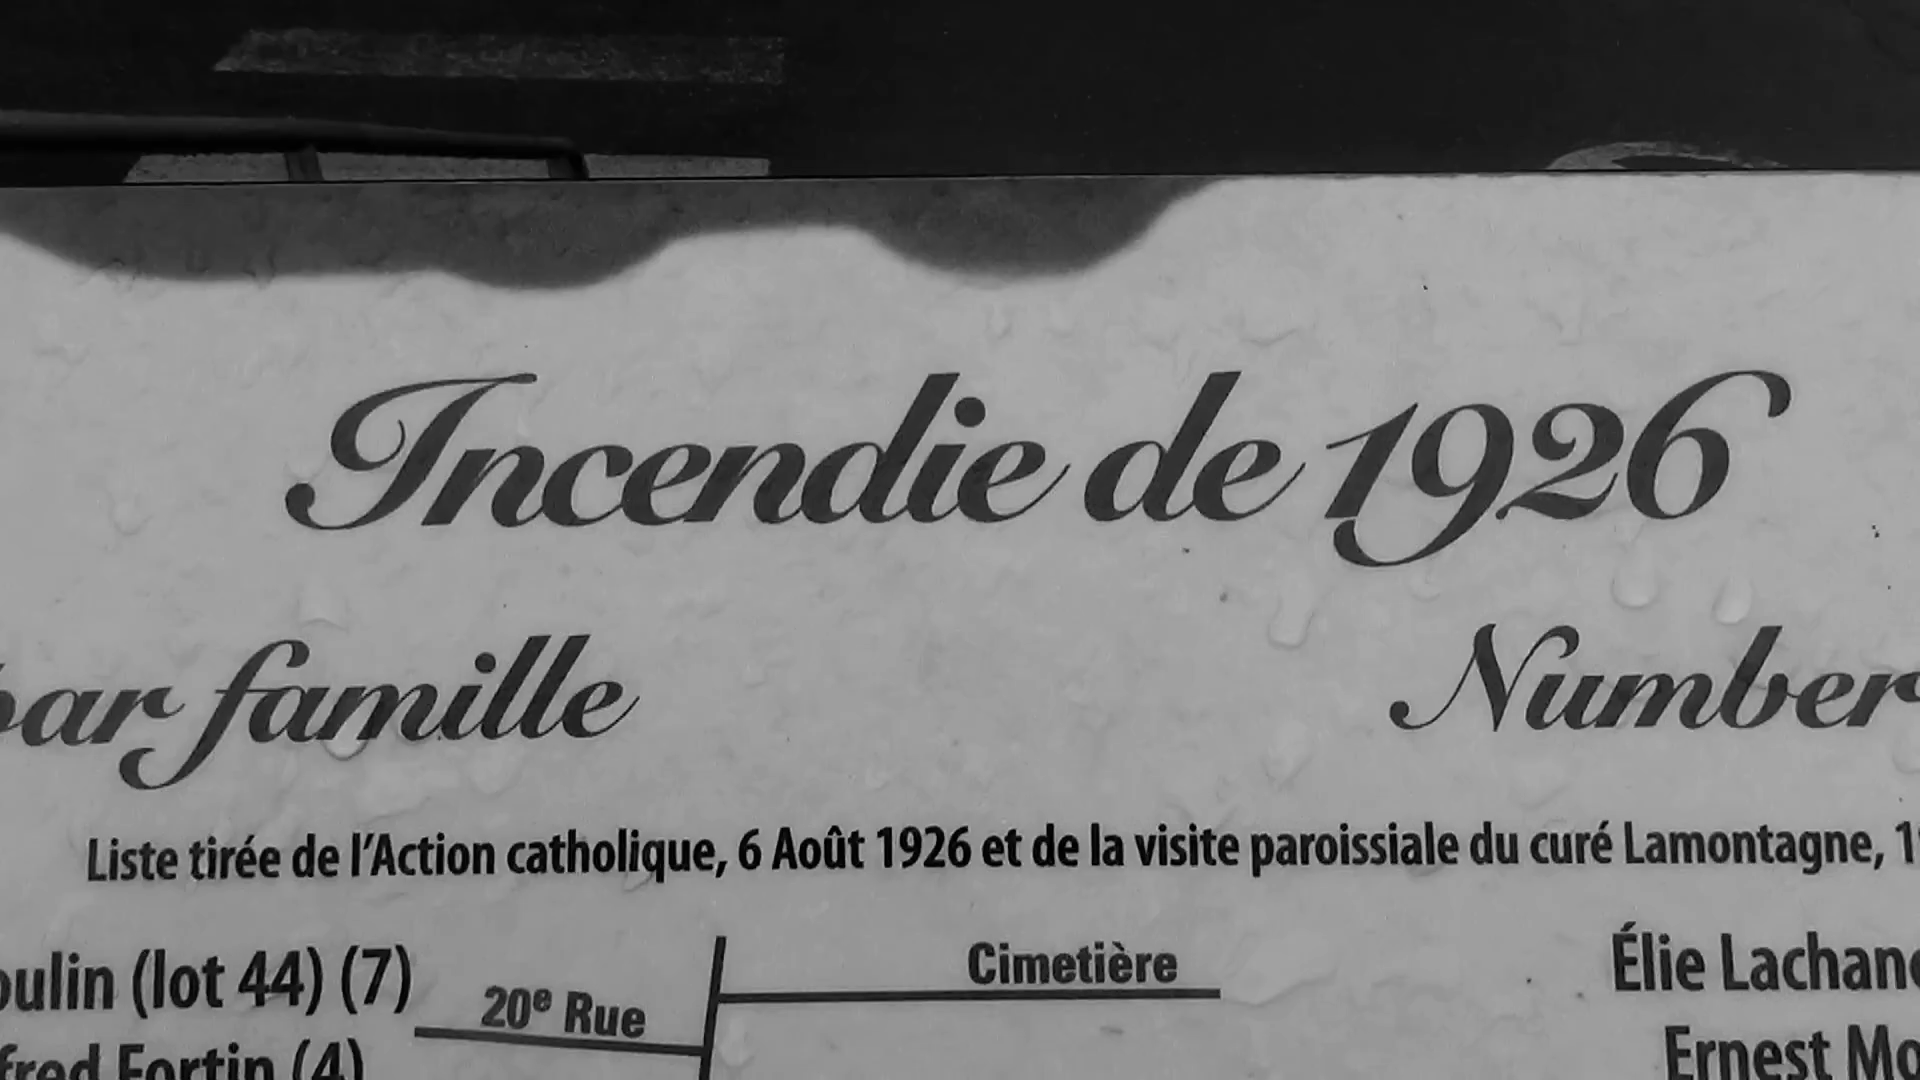 Incendie de 1926
par famille
Number
Liste tirée de l'Action catholique, 6 Août 1926 et de la visite paroissiale du curé Lamontagne,
Cimetière
(lot 44) (7)
20e Rue
Élie
Fortin (4)
Ernest